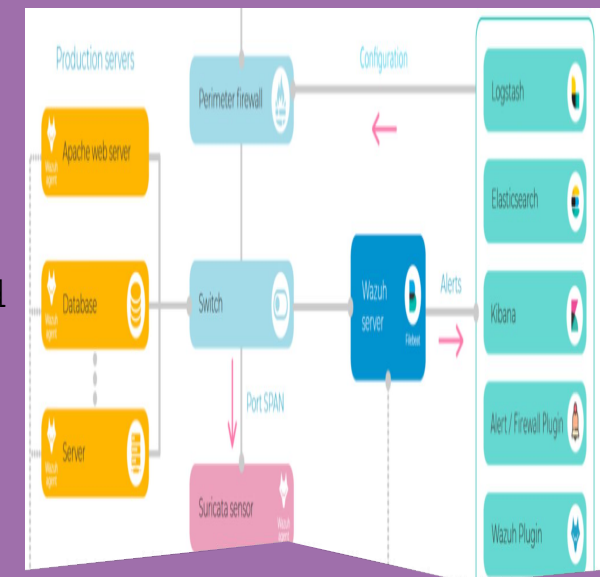 Production servers
Configuration
Perimeter firewall
Logstash
Wazuh
agent
Apache web server
Elasticsearch
Wazuh
agent
Database
Switch
Wazuh
server
Filebeat
Alerts
Kibana
Port SPAN
Alert / Firewall Plugin
Wazuh
agent
Server
Suricata sensor
Wazuh
agent
Wazuh Plugin